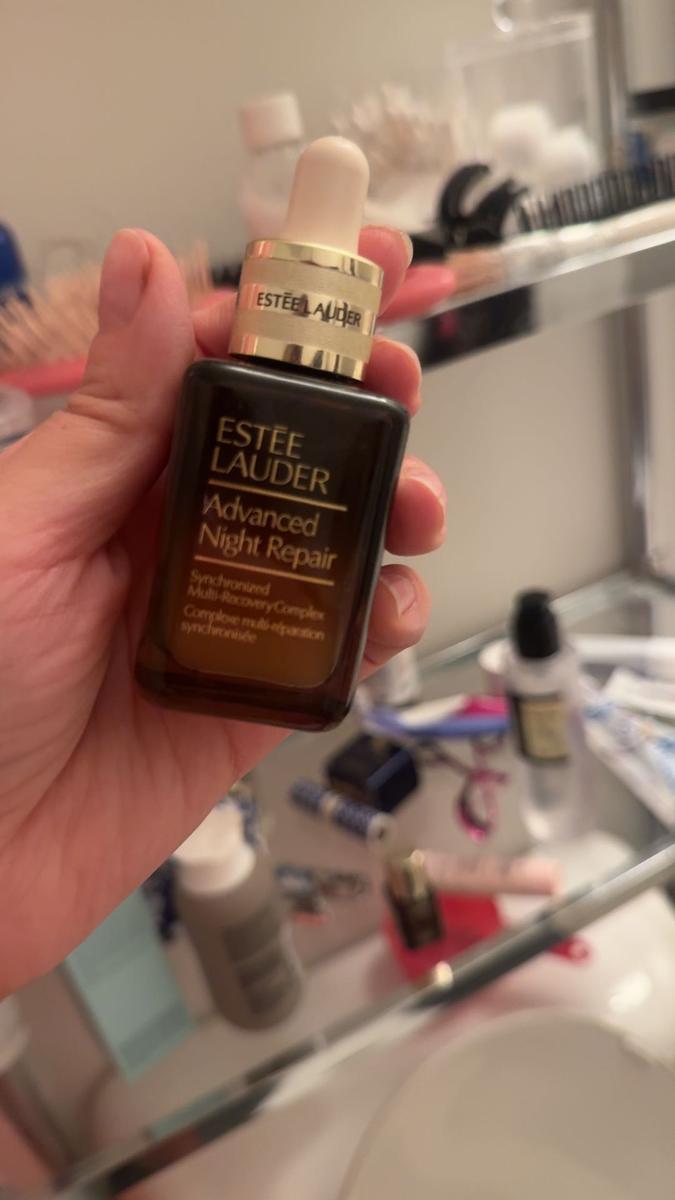 ESTĒE LAUDER
ESTĒE
LAUDER
Advanced
Night Repair
Synchronized
Multi-Recovery Complex
Complexe multi-réparation
synchronisée